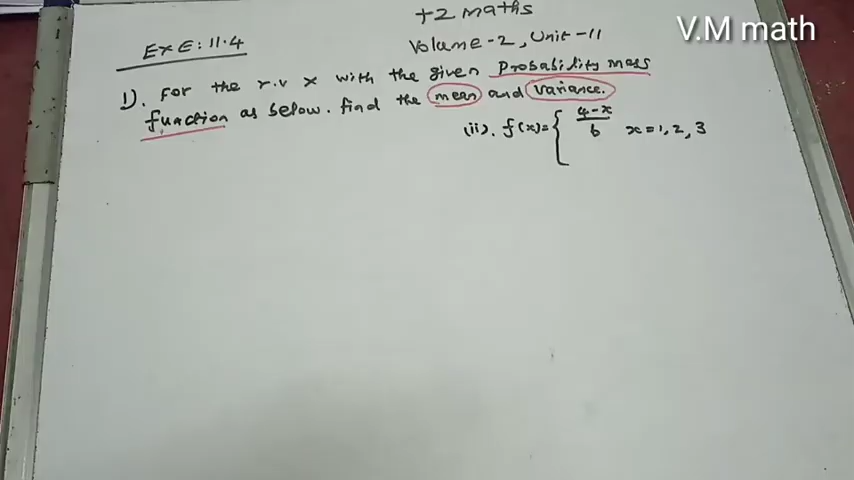 +2 maths
V.M math
Volume-2, Unit-11
EXE: 11.4
1). For the r.v X with the given Probability mass
function as below. find the mean and variance.
(ii). f(x)= { 4-x/6 x=1,2,3